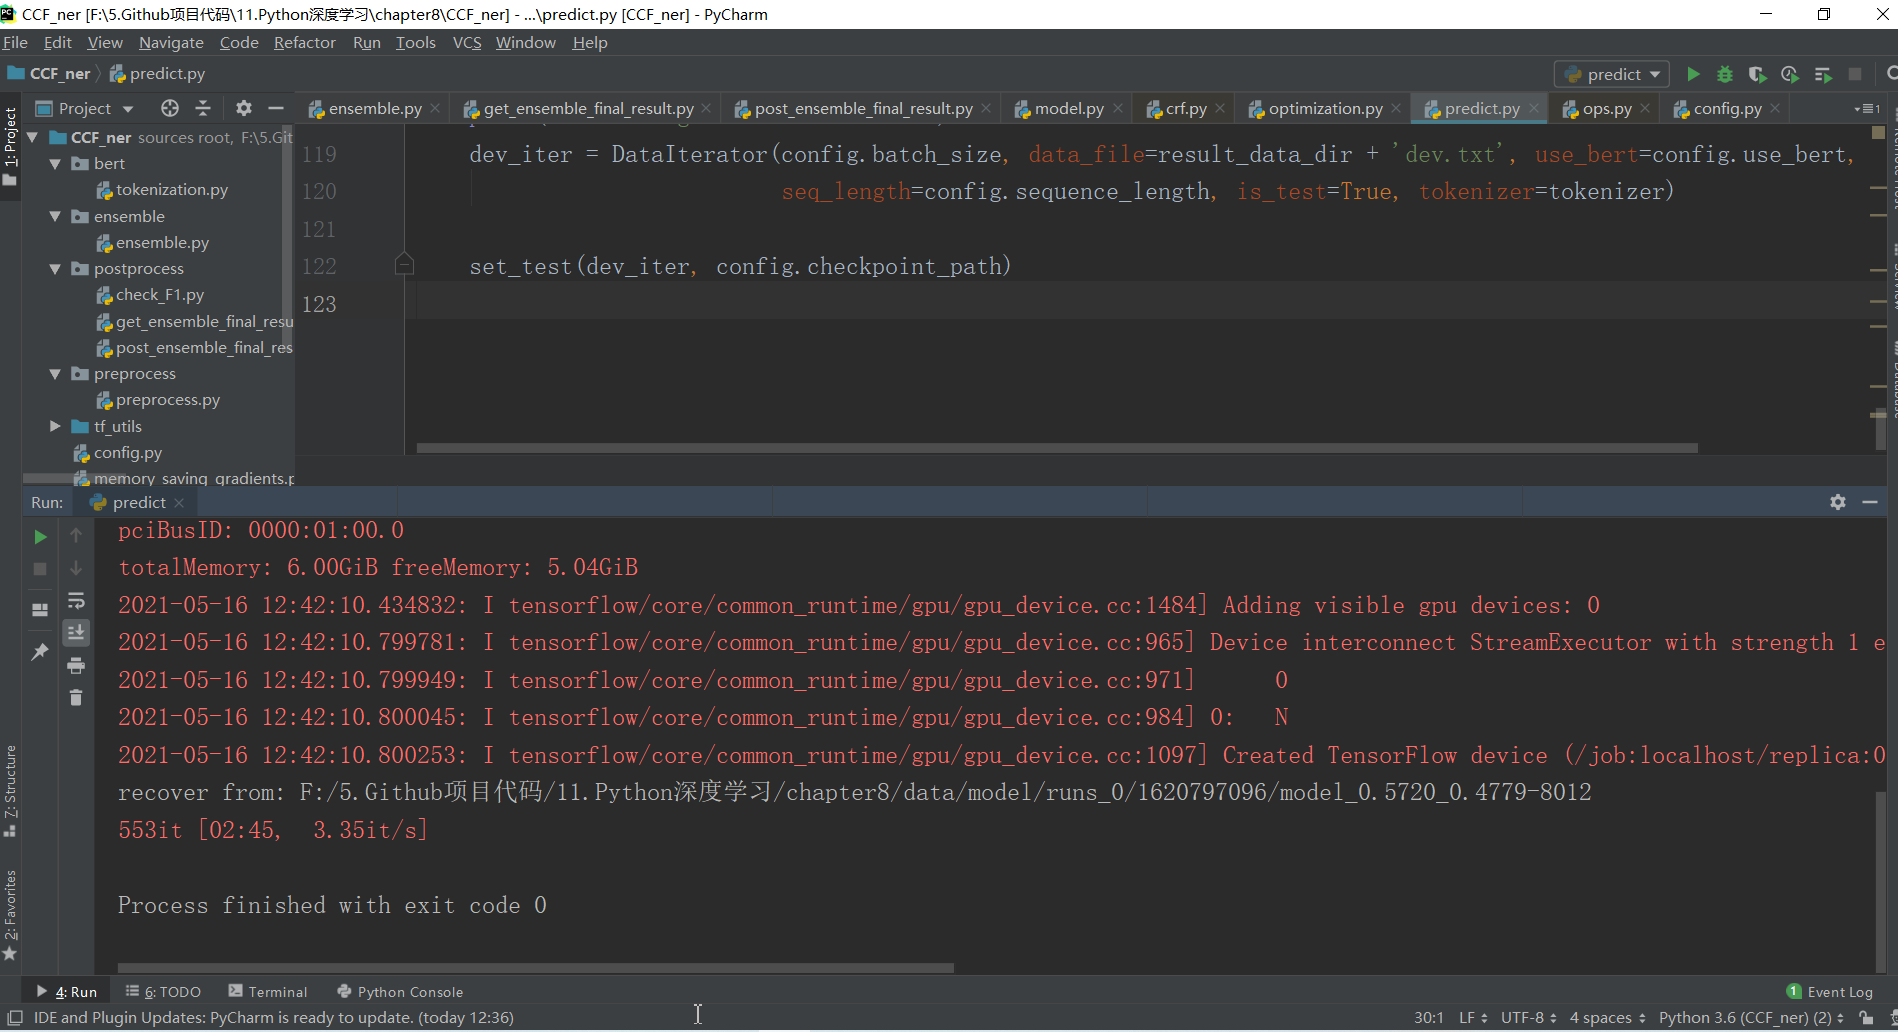 CCF_ner [F:\5.Github项目代码\11.Python深度学习\chapter8\CCF_ner] - ...\predict.py [CCF_ner] - PyCharm
File Edit View Navigate Code Refactor Run Tools VCS Window Help
CCF_ner predict.py predict
Project ensemble.py get_ensemble_final_result.py post_ensemble_final_result.py model.py crf.py optimization.py predict.py ops.py config.py 1
1: Project
CCF_ner sources root, F:\5.Git
bert
tokenization.py
ensemble
ensemble.py
postprocess
check_F1.py
get_ensemble_final_resu
post_ensemble_final_res
preprocess
preprocess.py
tf_utils
config.py
memory_saving_gradients.p
119 dev_iter = DataIterator(config.batch_size, data_file=result_data_dir + 'dev.txt', use_bert=config.use_bert,
120 seq_length=config.sequence_length, is_test=True, tokenizer=tokenizer)
121
122 set_test(dev_iter, config.checkpoint_path)
123
Run: predict
pciBusID: 0000:01:00.0
totalMemory: 6.00GiB freeMemory: 5.04GiB
2021-05-16 12:42:10.434832: I tensorflow/core/common_runtime/gpu/gpu_device.cc:1484] Adding visible gpu devices: 0
2021-05-16 12:42:10.799781: I tensorflow/core/common_runtime/gpu/gpu_device.cc:965] Device interconnect StreamExecutor with strength 1 e
2021-05-16 12:42:10.799949: I tensorflow/core/common_runtime/gpu/gpu_device.cc:971] 0
2021-05-16 12:42:10.800045: I tensorflow/core/common_runtime/gpu/gpu_device.cc:984] 0: N
2021-05-16 12:42:10.800253: I tensorflow/core/common_runtime/gpu/gpu_device.cc:1097] Created TensorFlow device (/job:localhost/replica:0
recover from: F:/5.Github项目代码/11.Python深度学习/chapter8/data/model/runs_0/1620797096/model_0.5720_0.4779-8012
553it [02:45, 3.35it/s]
Process finished with exit code 0
7: Structure
2: Favorites
4: Run 6: TODO Terminal Python Console 1 Event Log
IDE and Plugin Updates: PyCharm is ready to update. (today 12:36) 30:1 LF UTF-8 4 spaces Python 3.6 (CCF_ner) (2)